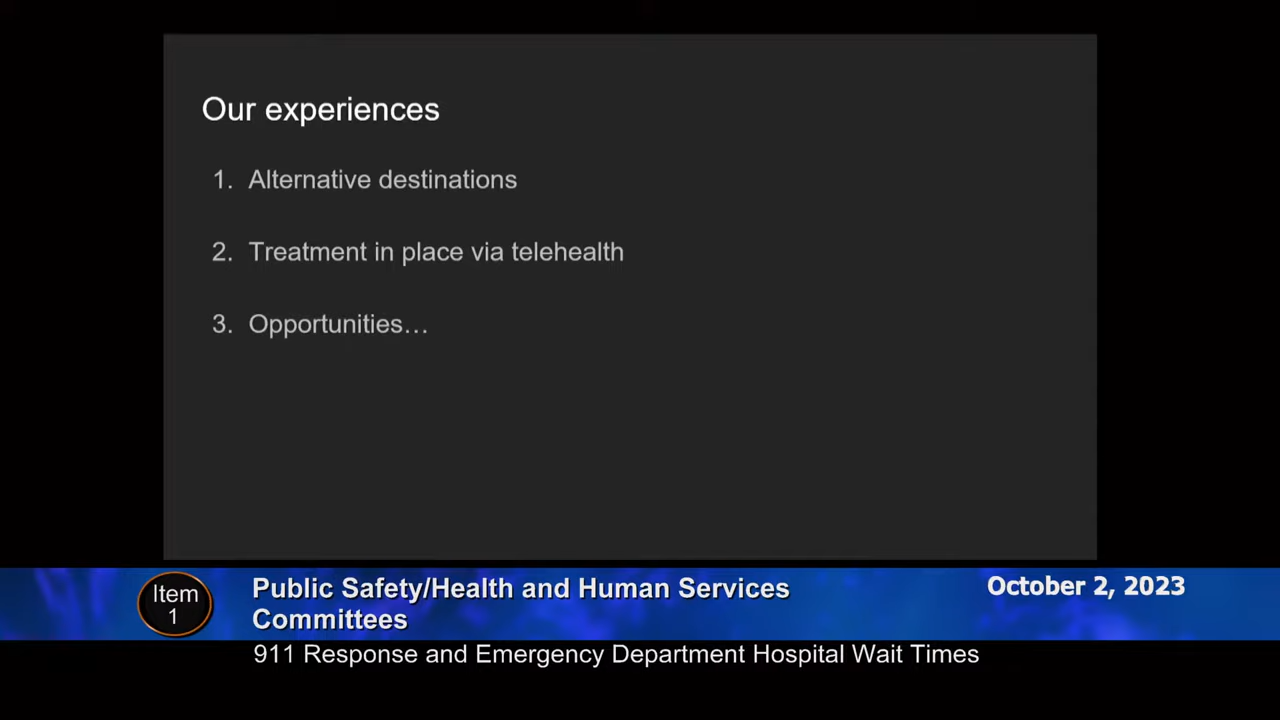 Our experiences
1. Alternative destinations
2. Treatment in place via telehealth
3. Opportunities…
Item
1
Public Safety/Health and Human Services
Committees
October 2, 2023
911 Response and Emergency Department Hospital Wait Times